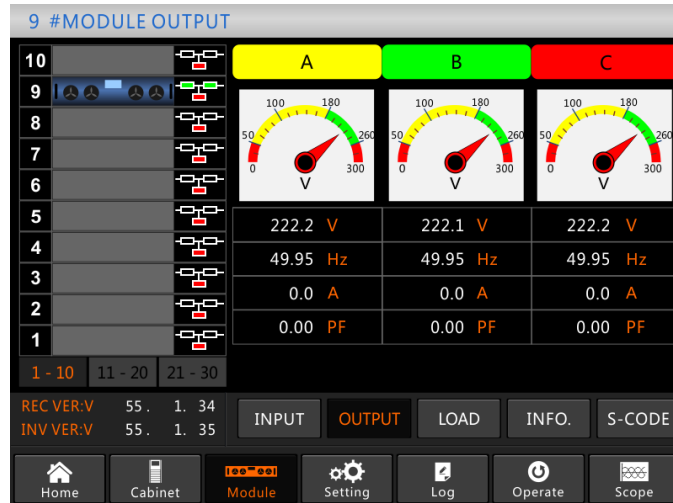 9 #MODULE OUTPUT
10
9
8
7
6
5
4
3
2
1
1 - 10 11 - 20 21 - 30
REC VER:V 55. 1. 34
INV VER:V 55. 1. 35
A B C
0 50 100 180 260 300
V
0 50 100 180 260 300
V
0 50 100 180 260 300
V
222.2 V 222.1 V 222.2 V
49.95 Hz 49.95 Hz 49.95 Hz
0.0 A 0.0 A 0.0 A
0.00 PF 0.00 PF 0.00 PF
INPUT OUTPUT LOAD INFO. S-CODE
Home Cabinet Module Setting Log Operate Scope